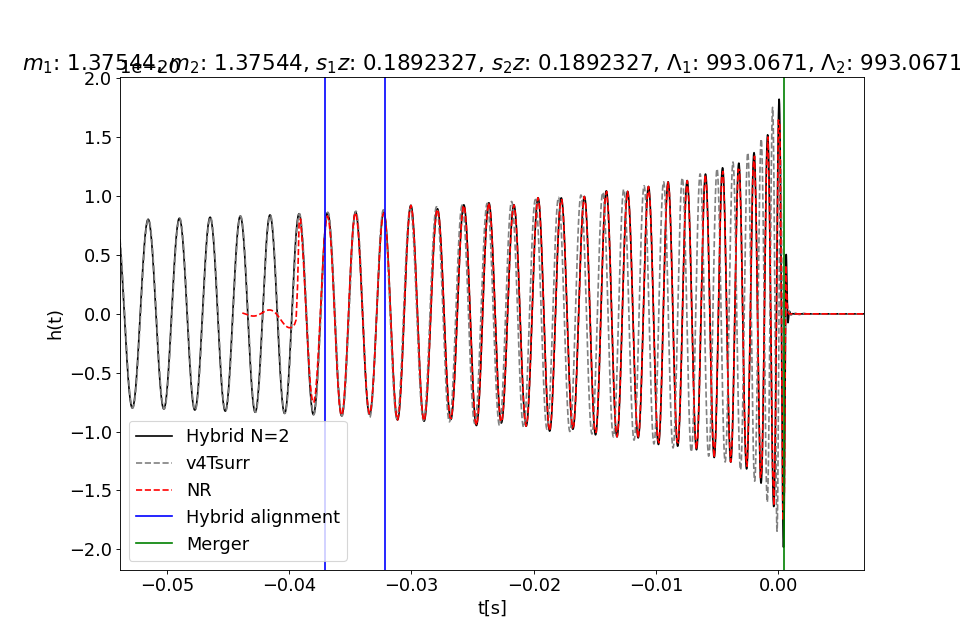 m₁: 1.37544, m₂: 1.37544, s₁z: 0.1892327, s₂z: 0.1892327, Λ₁: 993.0671, Λ₂: 993.0671
1e−20
2.0
1.5
1.0
0.5
0.0
−0.5
−1.0
−1.5
−2.0
h(t)
Hybrid N=2
v4Tsurr
NR
Hybrid alignment
Merger
−0.05 −0.04 −0.03 −0.02 −0.01 0.00
t[s]